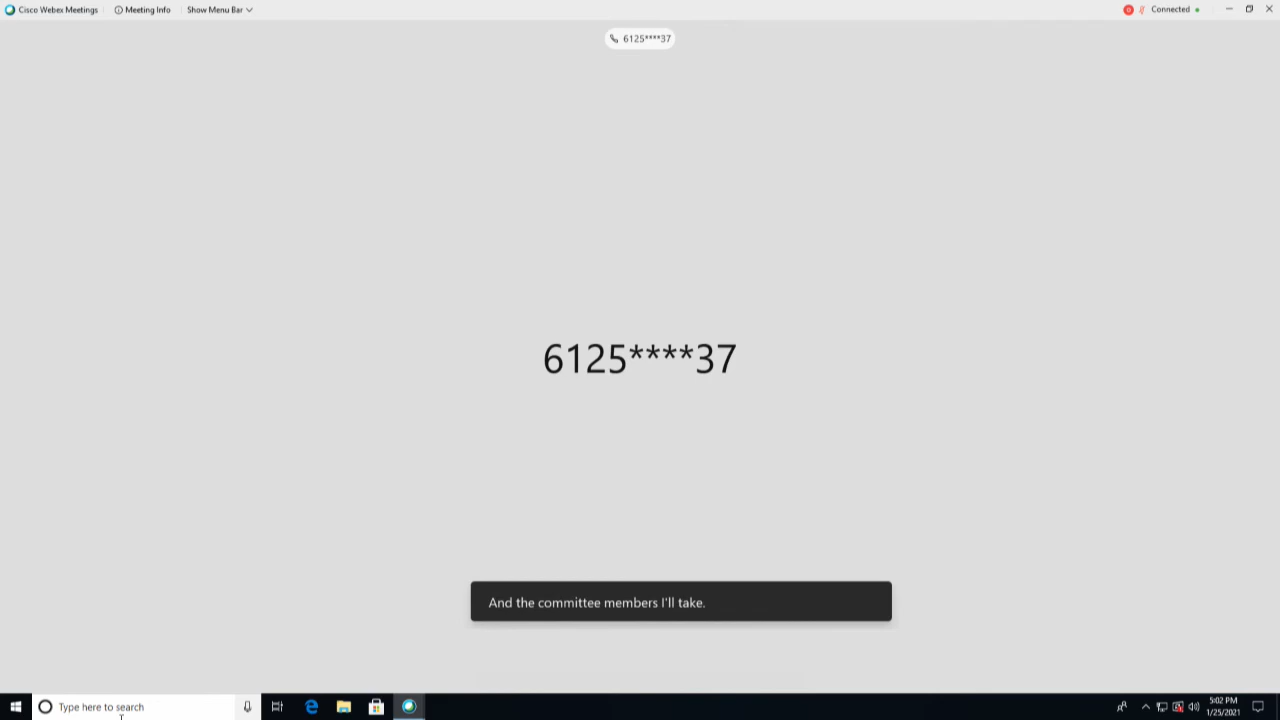 Cisco Webex Meetings Meeting Info Show Menu Bar Connected
6125****37
6125****37
And the committee members I'll take.
Type here to search
5:02 PM
1/25/2021